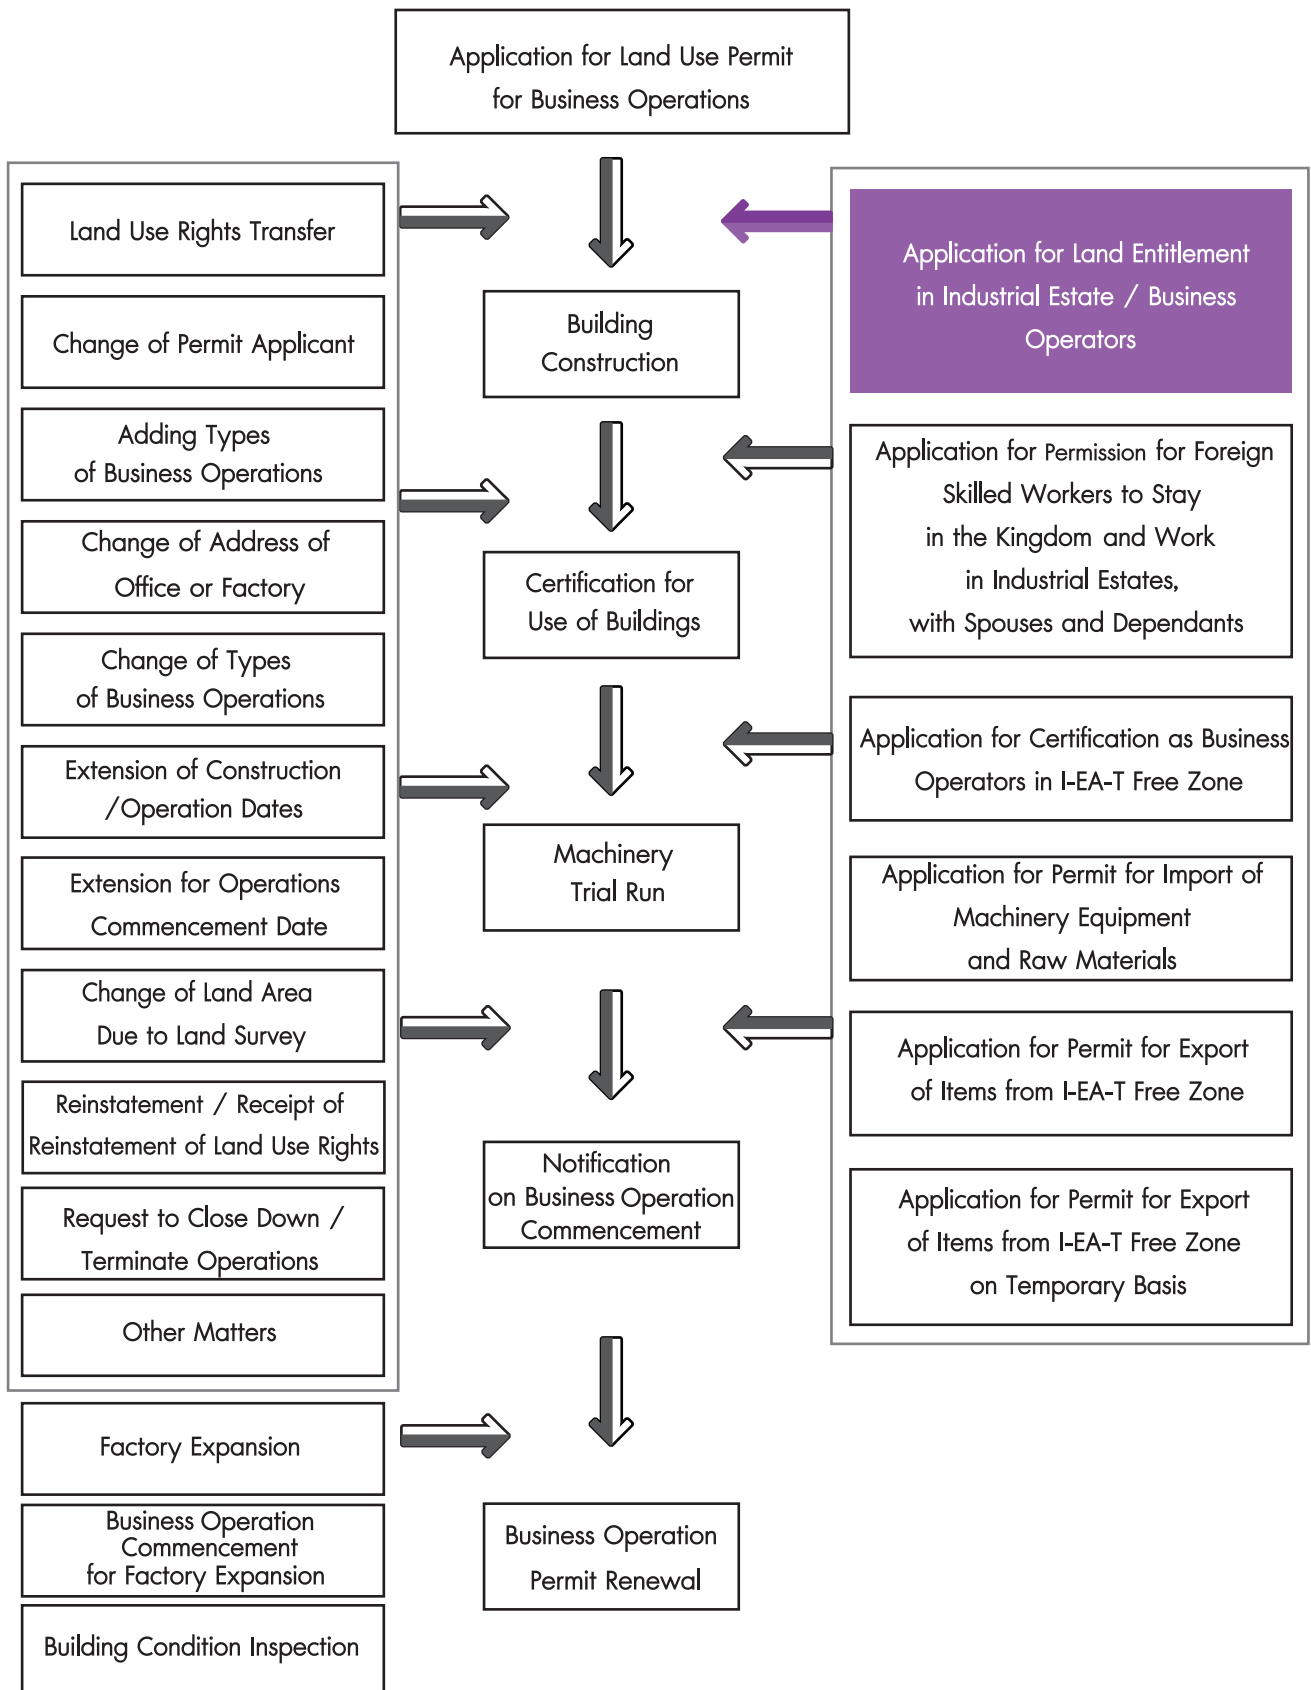 Application for Land Use Permit
for Business Operations
Land Use Rights Transfer
Change of Permit Applicant
Adding Types
of Business Operations
Change of Address of
Office or Factory
Change of Types
of Business Operations
Extension of Construction
/Operation Dates
Extension for Operations
Commencement Date
Change of Land Area
Due to Land Survey
Reinstatement / Receipt of
Reinstatement of Land Use Rights
Request to Close Down /
Terminate Operations
Other Matters
Factory Expansion
Business Operation
Commencement
for Factory Expansion
Building Condition Inspection
Building
Construction
Certification for
Use of Buildings
Machinery
Trial Run
Notification
on Business Operation
Commencement
Business Operation
Permit Renewal
Application for Land Entitlement
in Industrial Estate / Business
Operators
Application for Permission for Foreign
Skilled Workers to Stay
in the Kingdom and Work
in Industrial Estates,
with Spouses and Dependants
Application for Certification as Business
Operators in I-EA-T Free Zone
Application for Permit for Import of
Machinery Equipment
and Raw Materials
Application for Permit for Export
of Items from I-EA-T Free Zone
Application for Permit for Export
of Items from I-EA-T Free Zone
on Temporary Basis